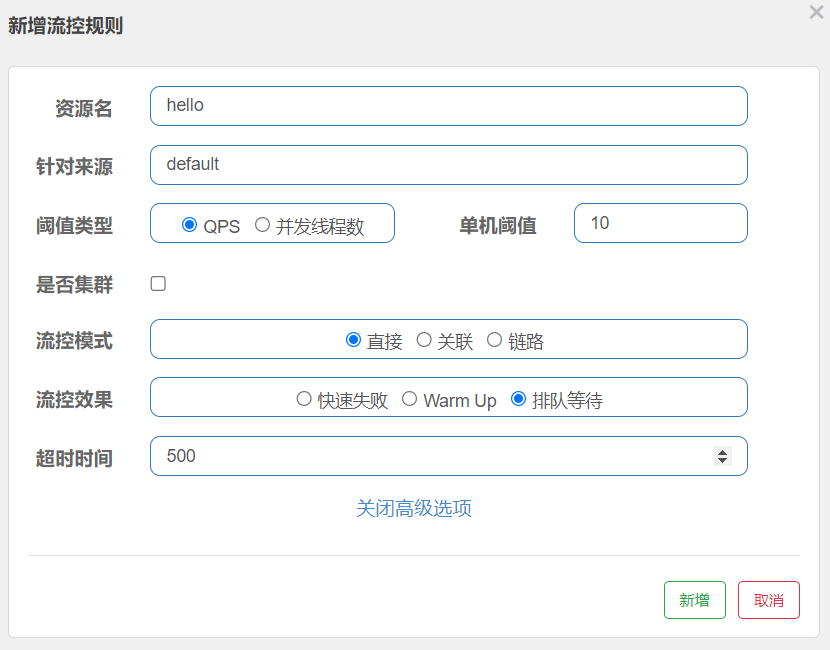 新增流控规则
×
资源名 hello
针对来源 default
阈值类型 QPS 并发线程数 单机阈值 10
是否集群
流控模式 直接 关联 链路
流控效果 快速失败 Warm Up 排队等待
超时时间 500
关闭高级选项
新增 取消